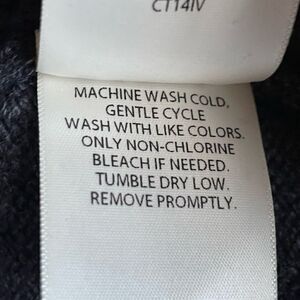 CT14IV
MACHINE WASH COLD,
GENTLE CYCLE
WASH WITH LIKE COLORS.
ONLY NON-CHLORINE
BLEACH IF NEEDED.
TUMBLE DRY LOW.
REMOVE PROMPTLY.